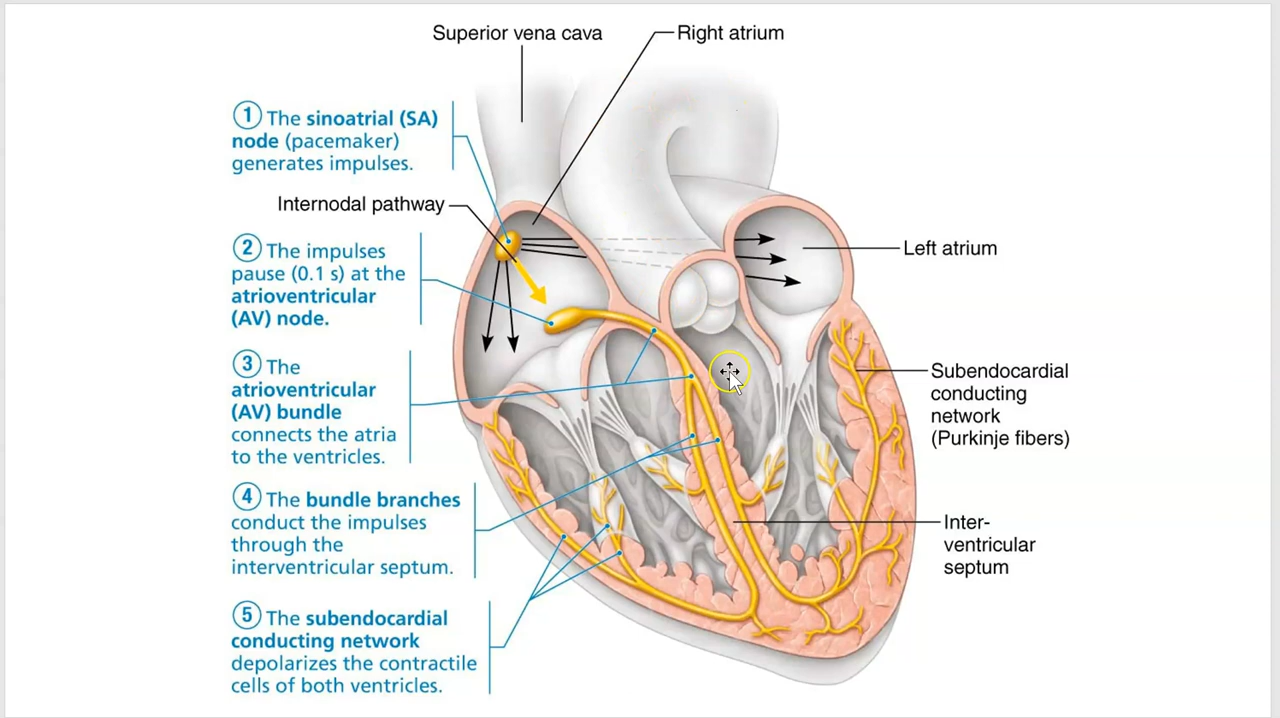 Superior vena cava
Right atrium
1 The sinoatrial (SA)
node (pacemaker)
generates impulses.
Internodal pathway
2 The impulses
pause (0.1 s) at the
atrioventricular
(AV) node.
Left atrium
3 The
atrioventricular
(AV) bundle
connects the atria
to the ventricles.
Subendocardial
conducting
network
(Purkinje fibers)
4 The bundle branches
conduct the impulses
through the
interventricular septum.
Inter-
ventricular
septum
5 The subendocardial
conducting network
depolarizes the contractile
cells of both ventricles.